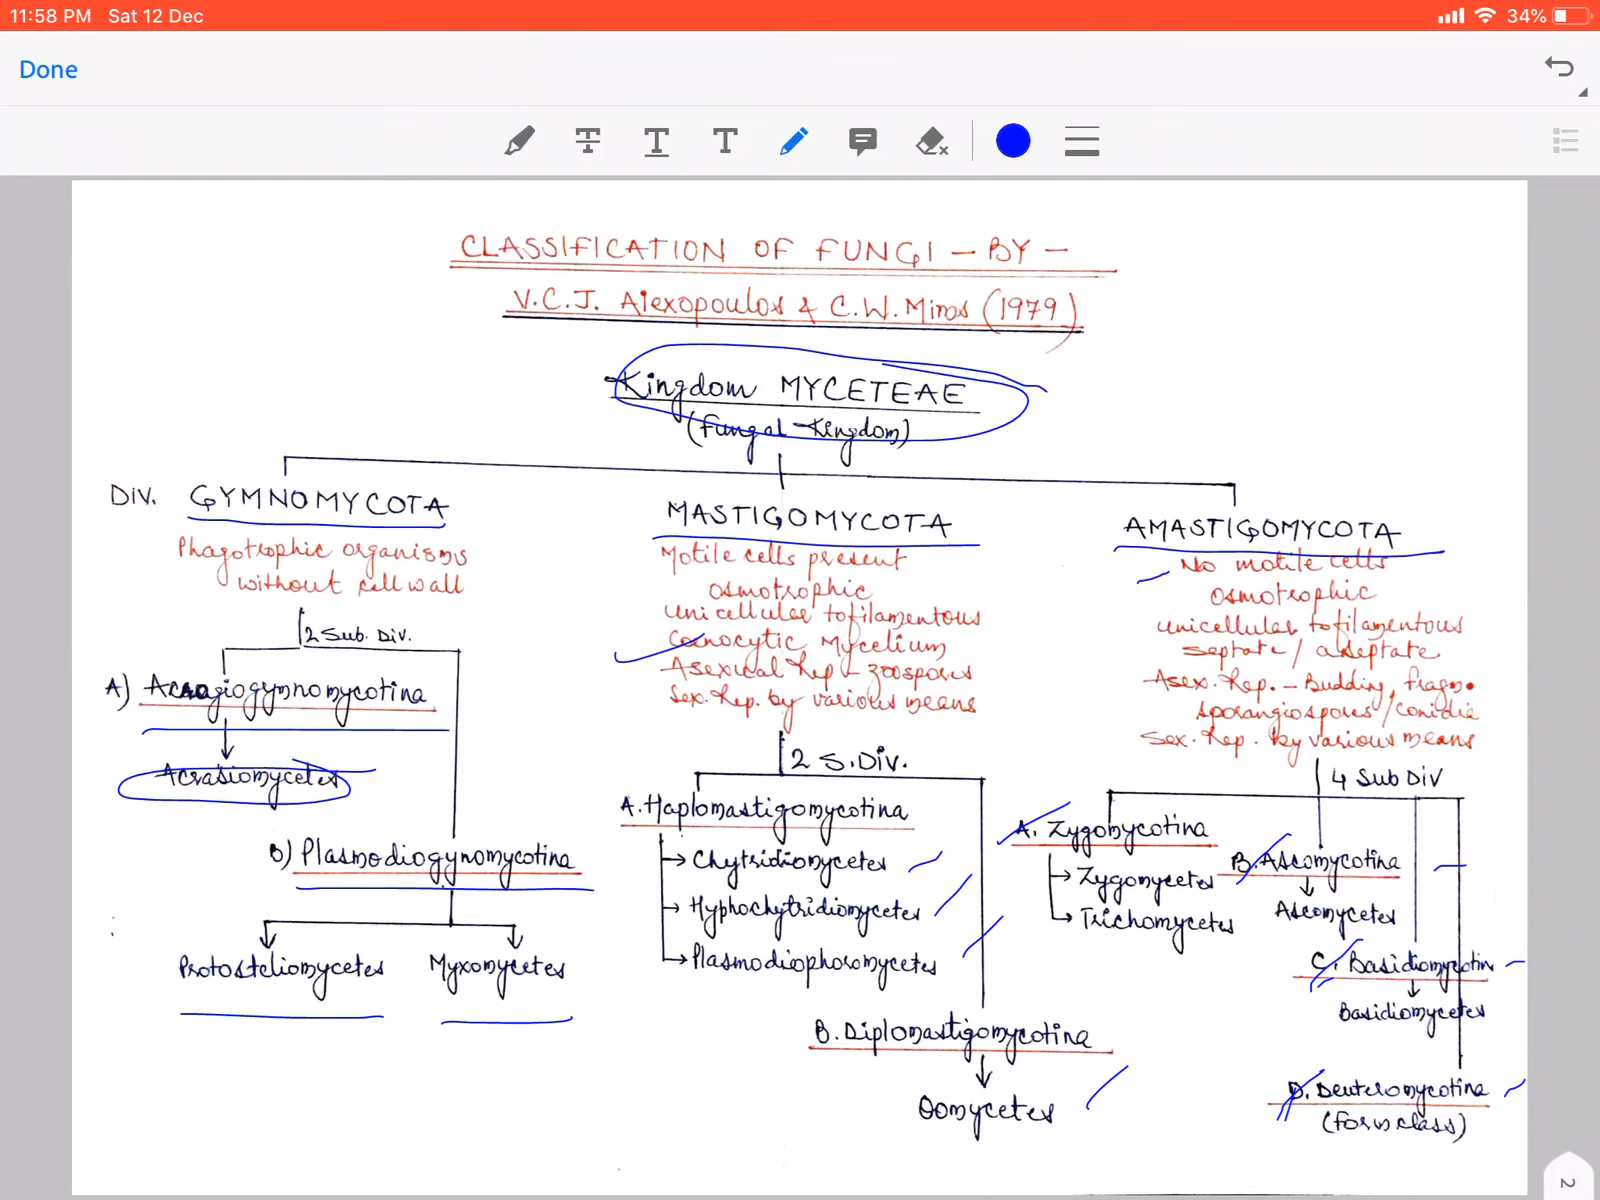 11:58 PM Sat 12 Dec
34%
Done
CLASSIFICATION OF FUNGI - BY -
V.C.J. Alexopoulos & C.W. Mims (1979)
Kingdom MYCETEAE
(Fungal Kingdom)
DIV. GYMNOMYCOTA
Phagotrophic organisms
without cell wall
2 Sub. Div.
A) Acrasiogymnomycotina
Acrasiomycetes
B) Plasmodiogynomycotina
Protosteliomycetes
Myxomycetes
MASTIGOMYCOTA
Motile cells present
Osmotrophic
unicellular to filamentous
Coenocytic Mycelium
Asexual Rep - zoospores
Sex. Rep. by various means
2 S. Div.
A. Haplomastigomycotina
Chytridiomycetes
Hyphochytridiomycetes
Plasmodiophoromycetes
B. Diplomastigomycotina
Oomycetes
AMASTIGOMYCOTA
No motile cells
Osmotrophic
unicellular to filamentous
septate / aseptate
Asex. Rep. - Budding, fragm.
sporangiospores / conidia
Sex. Rep. by various means
4 Sub Div
A. Zygomycotina
Zygomycetes
Trichomycetes
B. Ascomycotina
Ascomycetes
C. Basidiomycotin
Basidiomycetes
D. Deuteromycotina
(form class)
2